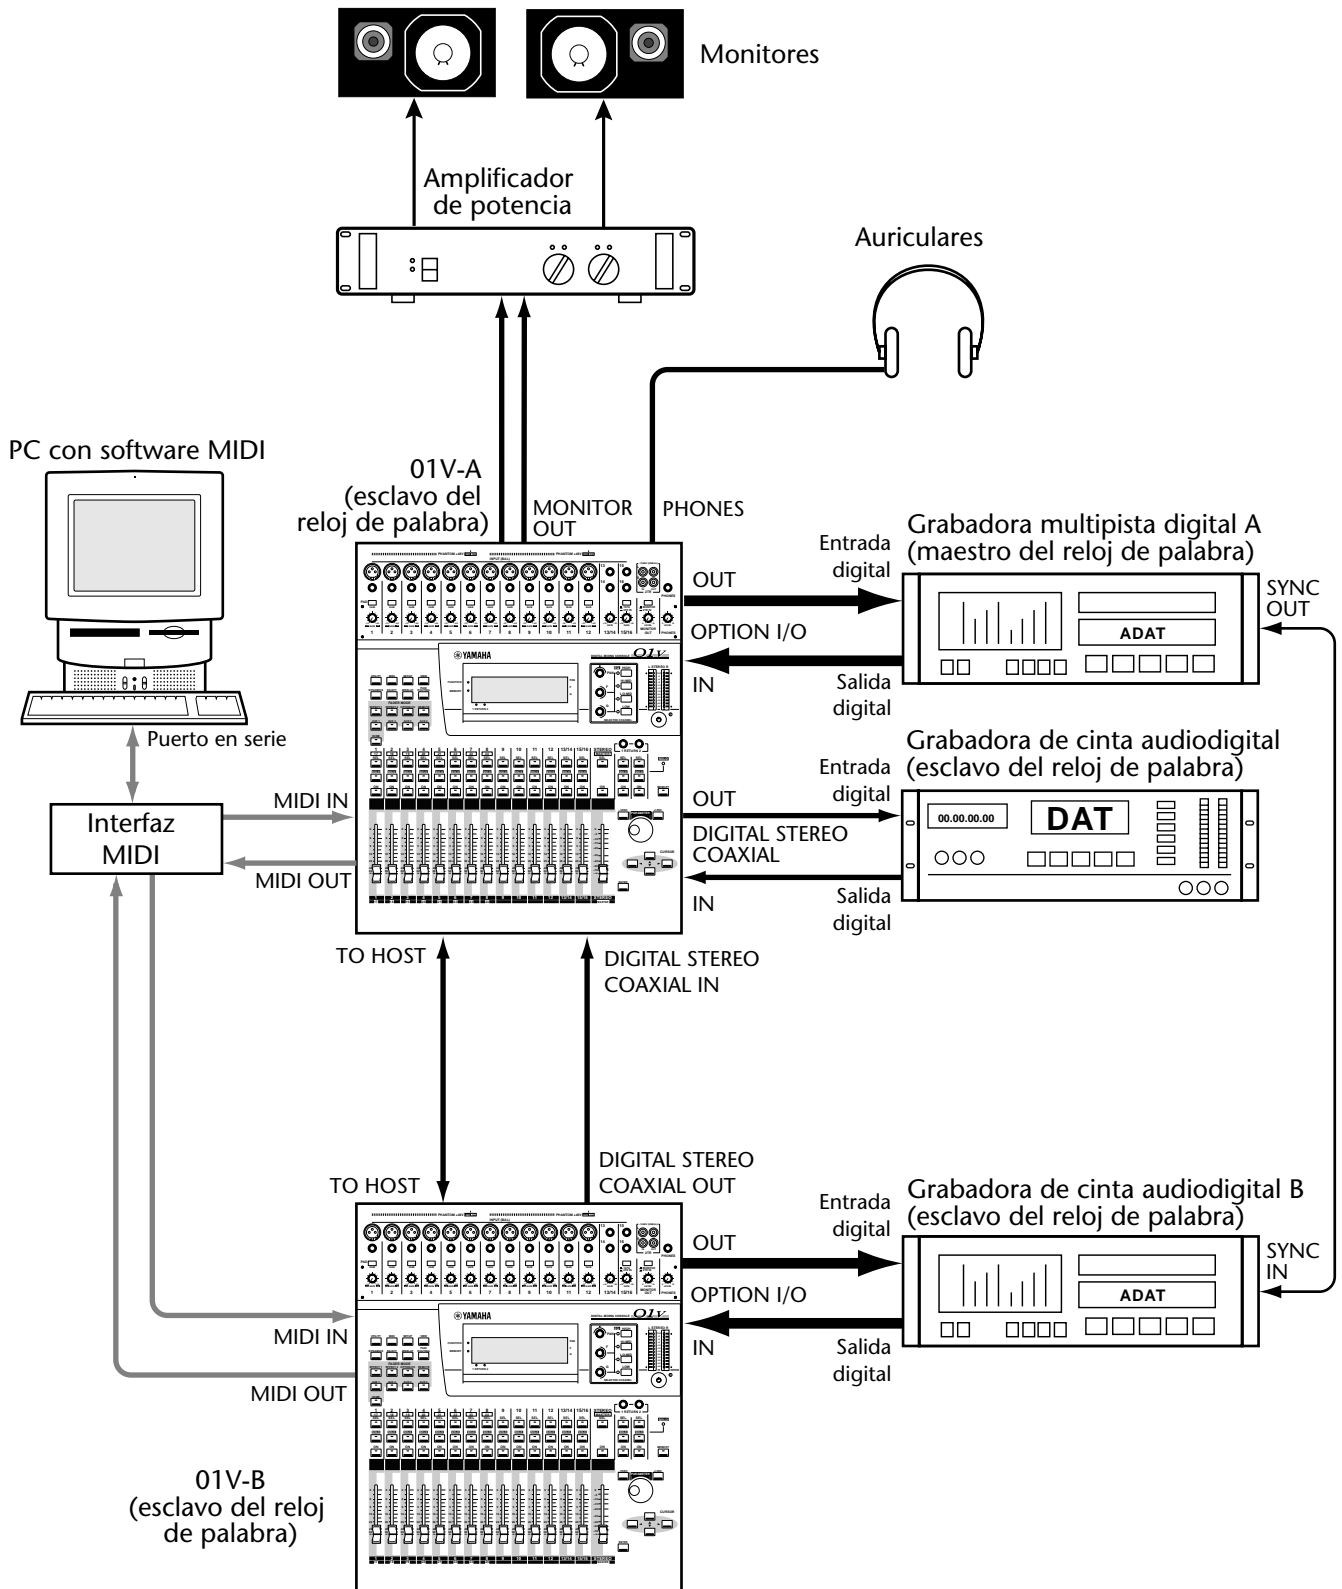 Monitores
Amplificador
de potencia
Auriculares
PC con software MIDI
01V-A
(esclavo del
reloj de palabra)
MONITOR
OUT
PHONES
Grabadora multipista digital A
(maestro del reloj de palabra)
Entrada
digital
OUT
OPTION I/O
IN
Salida
digital
ADAT
SYNC
OUT
YAMAHA
01V
Puerto en serie
Interfaz
MIDI
MIDI IN
MIDI OUT
Grabadora de cinta audiodigital
(esclavo del reloj de palabra)
Entrada
digital
OUT
DIGITAL STEREO
COAXIAL
IN
Salida
digital
00.00.00.00
DAT
TO HOST
DIGITAL STEREO
COAXIAL IN
TO HOST
DIGITAL STEREO
COAXIAL OUT
Grabadora de cinta audiodigital B
(esclavo del reloj de palabra)
Entrada
digital
OUT
OPTION I/O
IN
Salida
digital
ADAT
SYNC
IN
YAMAHA
01V
MIDI IN
MIDI OUT
01V-B
(esclavo del reloj
de palabra)